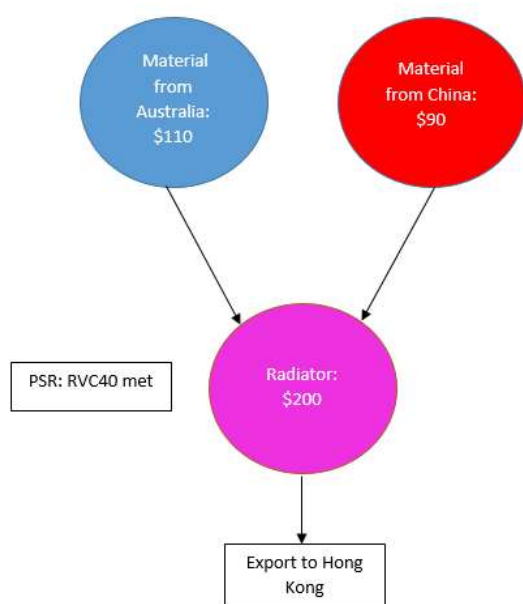 Material
from
Australia:
$110
Material
from China:
$90
PSR: RVC40 met
Radiator:
$200
Export to Hong
Kong